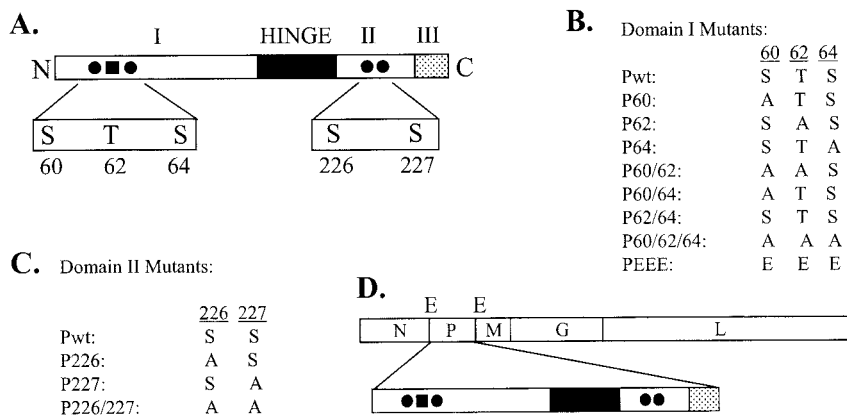 A.
I HINGE II III
N C
S T S
60 62 64
S S
226 227
B. Domain I Mutants:
60 62 64
Pwt: S T S
P60: A T S
P62: S A S
P64: S T A
P60/62: A A S
P60/64: A T S
P62/64: S T S
P60/62/64: A A A
PEEE: E E E
C. Domain II Mutants:
226 227
Pwt: S S
P226: A S
P227: S A
P226/227: A A
D.
E E
N P M G L